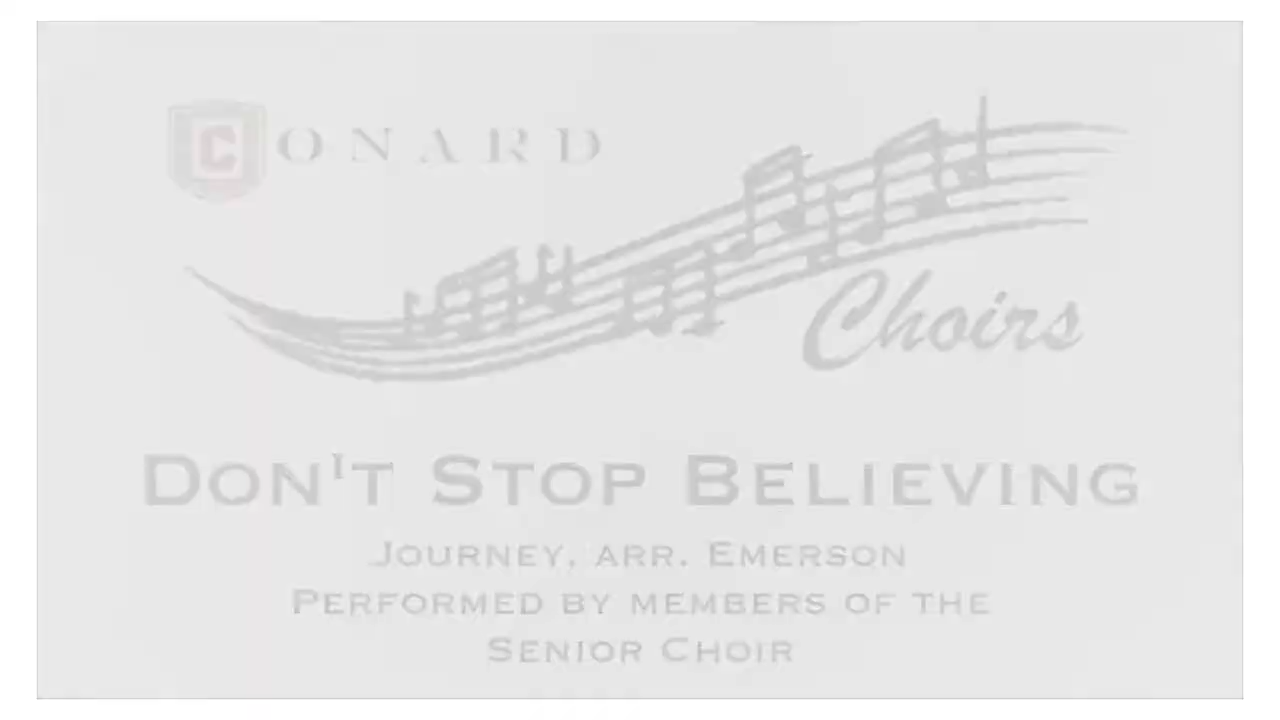 CONARD
Choirs
DON'T STOP BELIEVING
JOURNEY, ARR. EMERSON
PERFORMED BY MEMBERS OF THE
SENIOR CHOIR